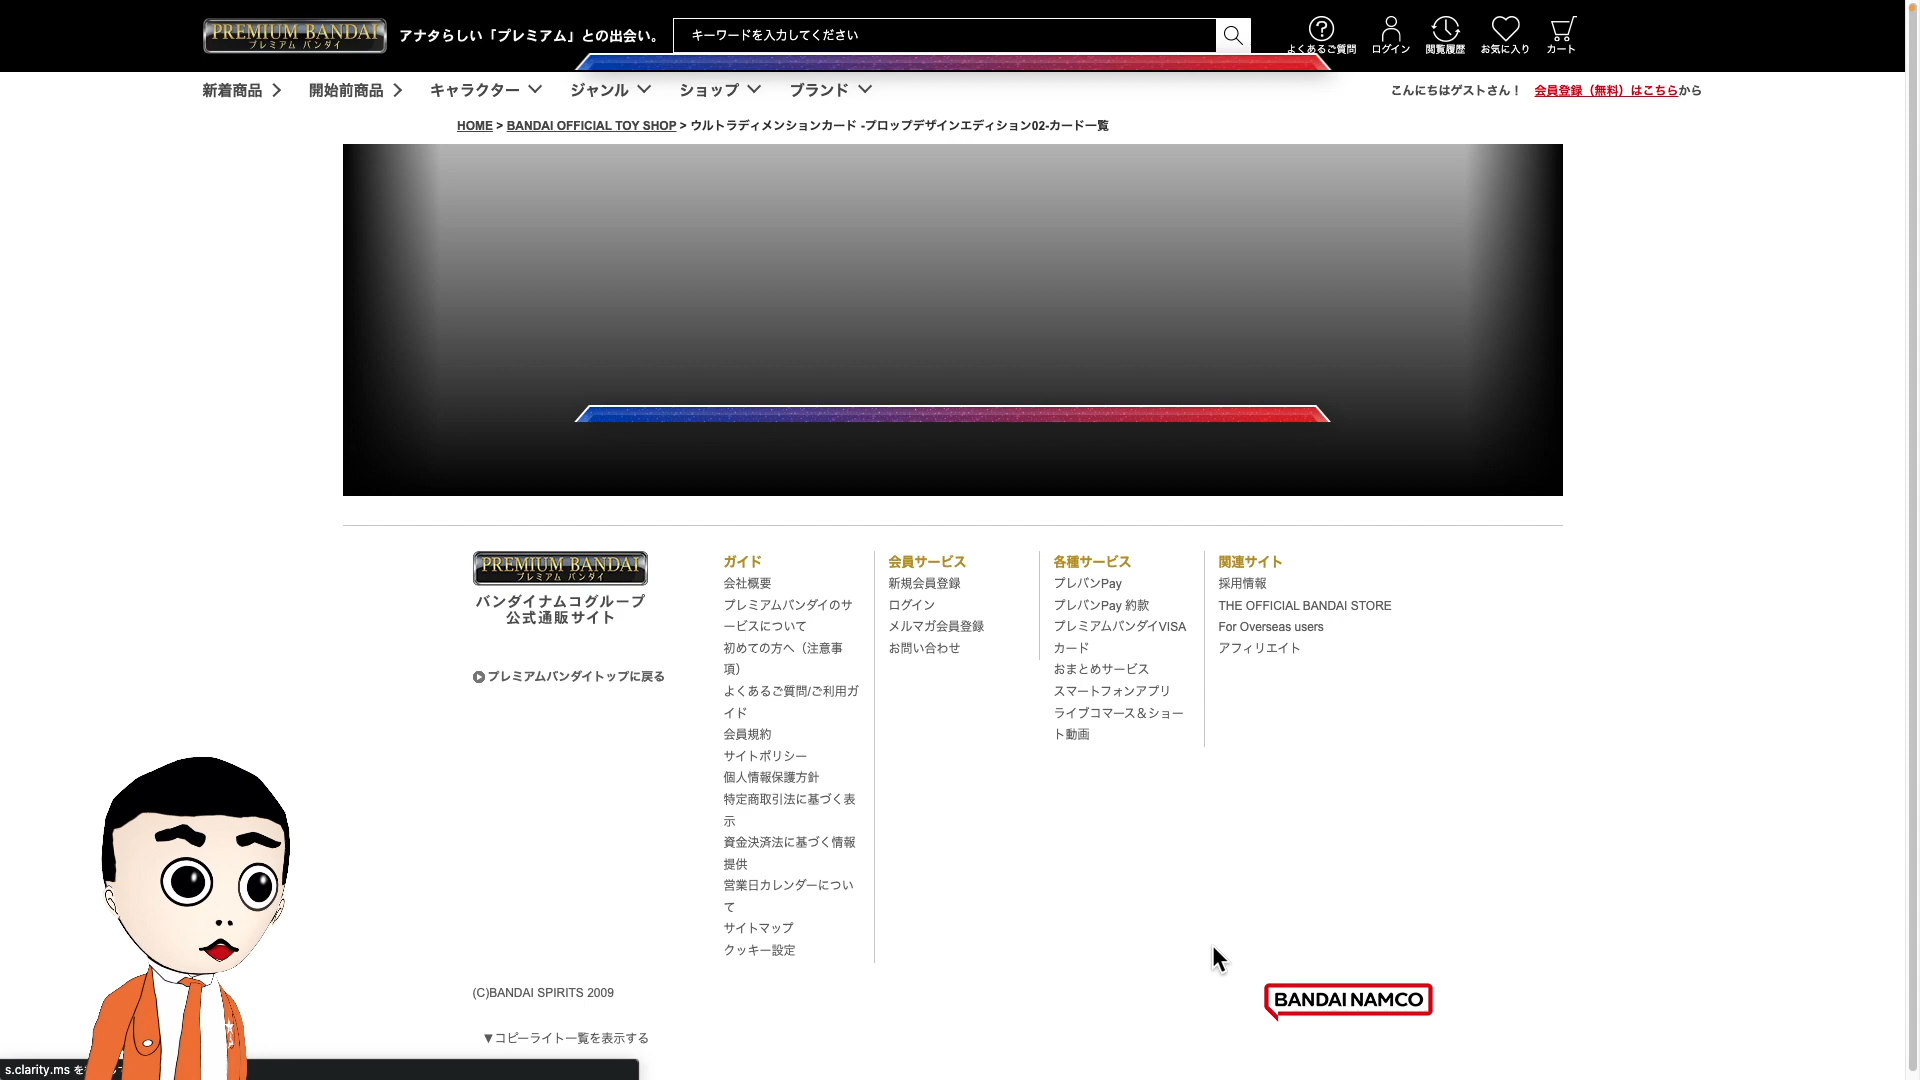 PREMIUM BANDAI
プレミアム バンダイ
アナタらしい「プレミアム」との出会い。
キーワードを入力してください
よくあるご質問
ログイン
閲覧履歴
お気に入り
カート
新着商品
開始前商品
キャラクター
ジャンル
ショップ
ブランド
こんにちはゲストさん！ 会員登録（無料）はこちらから
HOME > BANDAI OFFICIAL TOY SHOP > ウルトラディメンションカード -プロップデザインエディション02-カード一覧
PREMIUM BANDAI
プレミアム バンダイ
バンダイナムコグループ
公式通販サイト
プレミアムバンダイトップに戻る
ガイド
会社概要
プレミアムバンダイのサ
ービスについて
初めての方へ（注意事
項）
よくあるご質問/ご利用ガ
イド
会員規約
サイトポリシー
個人情報保護方針
特定商取引法に基づく表
示
資金決済法に基づく情報
提供
営業日カレンダーについ
て
サイトマップ
クッキー設定
会員サービス
新規会員登録
ログイン
メルマガ会員登録
お問い合わせ
各種サービス
プレバンPay
プレバンPay 約款
プレミアムバンダイVISA
カード
おまとめサービス
スマートフォンアプリ
ライブコマース＆ショー
ト動画
関連サイト
採用情報
THE OFFICIAL BANDAI STORE
For Overseas users
アフィリエイト
(C)BANDAI SPIRITS 2009
▼コピーライト一覧を表示する
BANDAI NAMCO
s.clarity.ms を